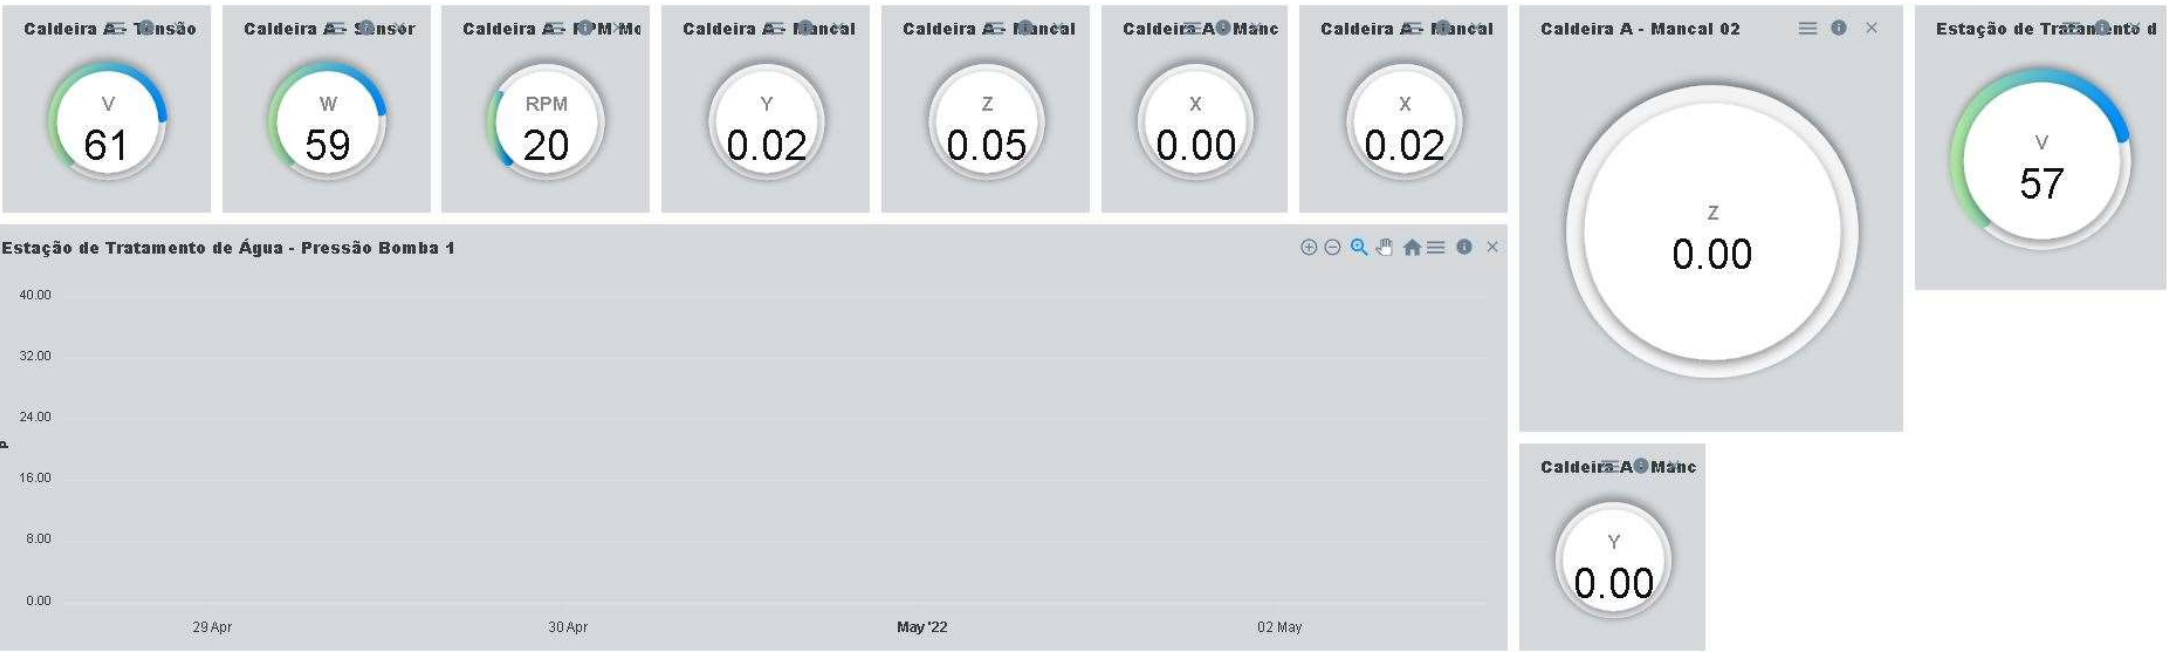 Caldeira A - Tensão
V
61
Caldeira A - Sensor
W
59
Caldeira A - RPM Mo
RPM
20
Caldeira A - Mancal
Y
0.02
Caldeira A - Mancal
Z
0.05
Caldeira A - Manc
X
0.00
Caldeira A - Mancal
X
0.02
Caldeira A - Mancal 02
Z
0.00
Estação de Tratamento d
V
57
Estação de Tratamento de Água - Pressão Bomba 1
40.00
32.00
24.00
16.00
8.00
0.00
29 Apr
30 Apr
May '22
02 May
Caldeira A - Manc
Y
0.00